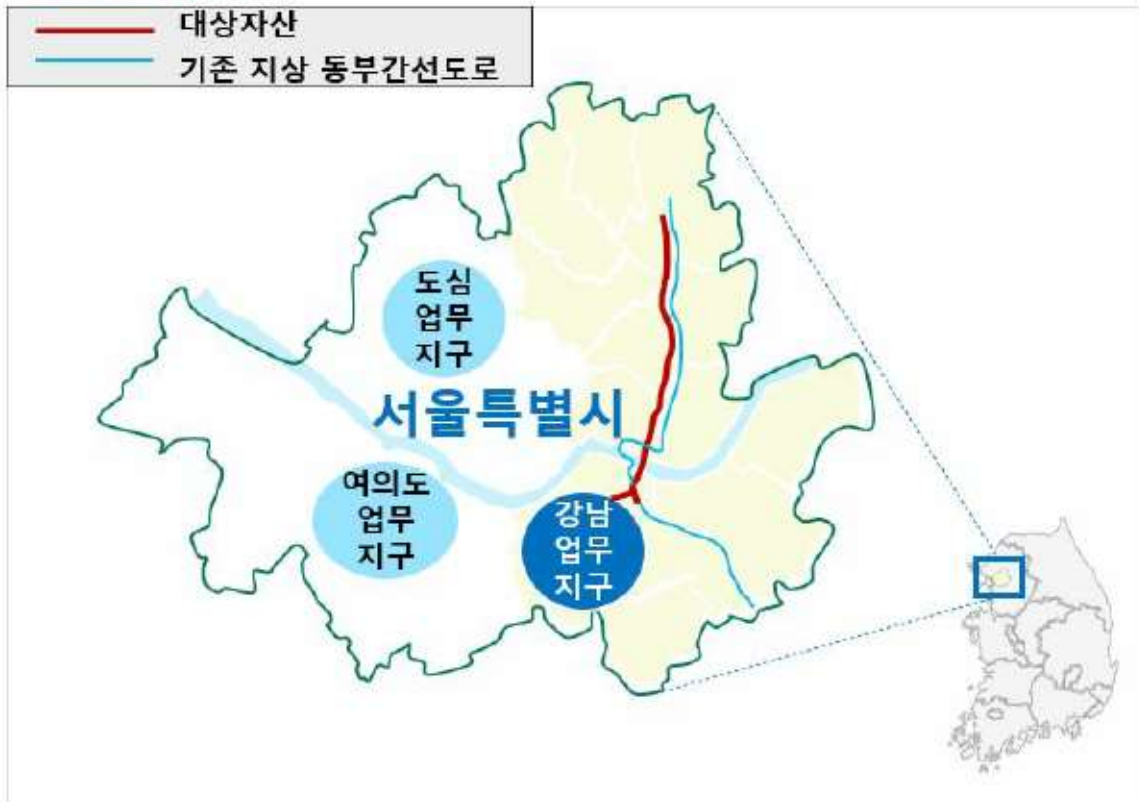 대상자산
기존 지상 동부간선도로
도심
업무
지구
서울특별시
여의도
업무
지구
강남
업무
지구